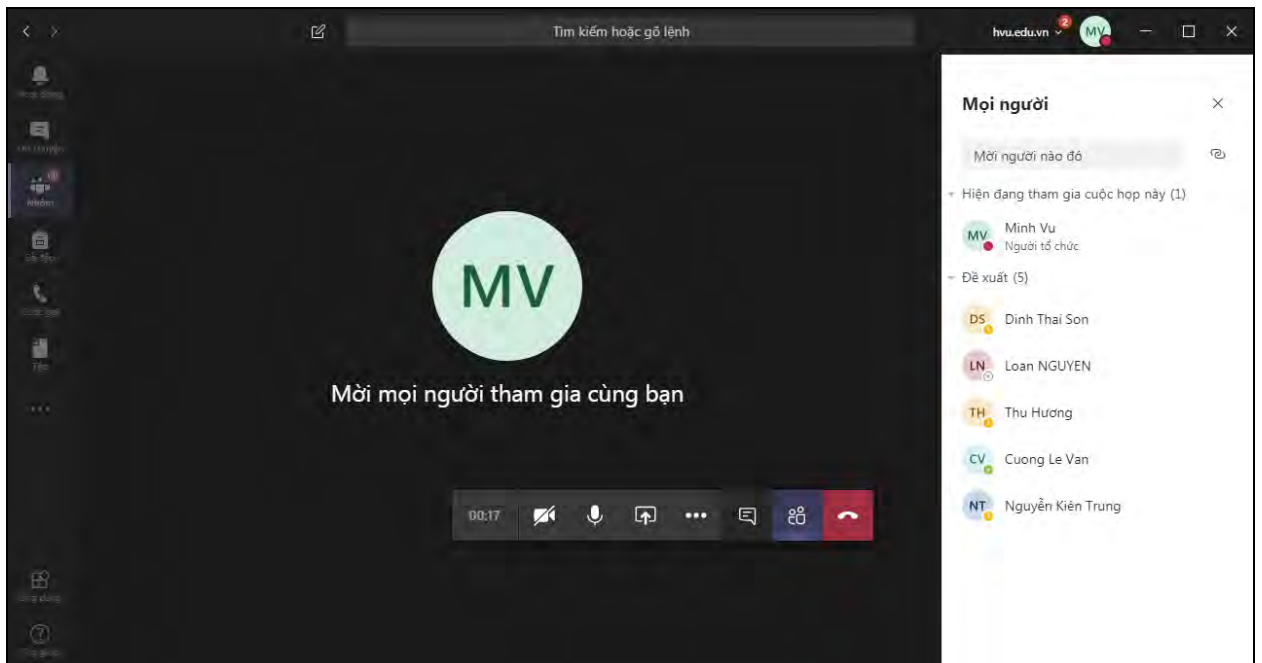 Tìm kiếm hoặc gõ lệnh
hvu.edu.vn
2
MV
Nhóm
MV
Mời mọi người tham gia cùng bạn
00:17
Mọi người
Mời người nào đó
Hiện đang tham gia cuộc họp này (1)
MV
Minh Vu
Người tổ chức
Đề xuất (5)
DS
Dinh Thai Son
LN
Loan NGUYEN
TH
Thu Hương
CV
Cuong Le Van
NT
Nguyễn Kiên Trung